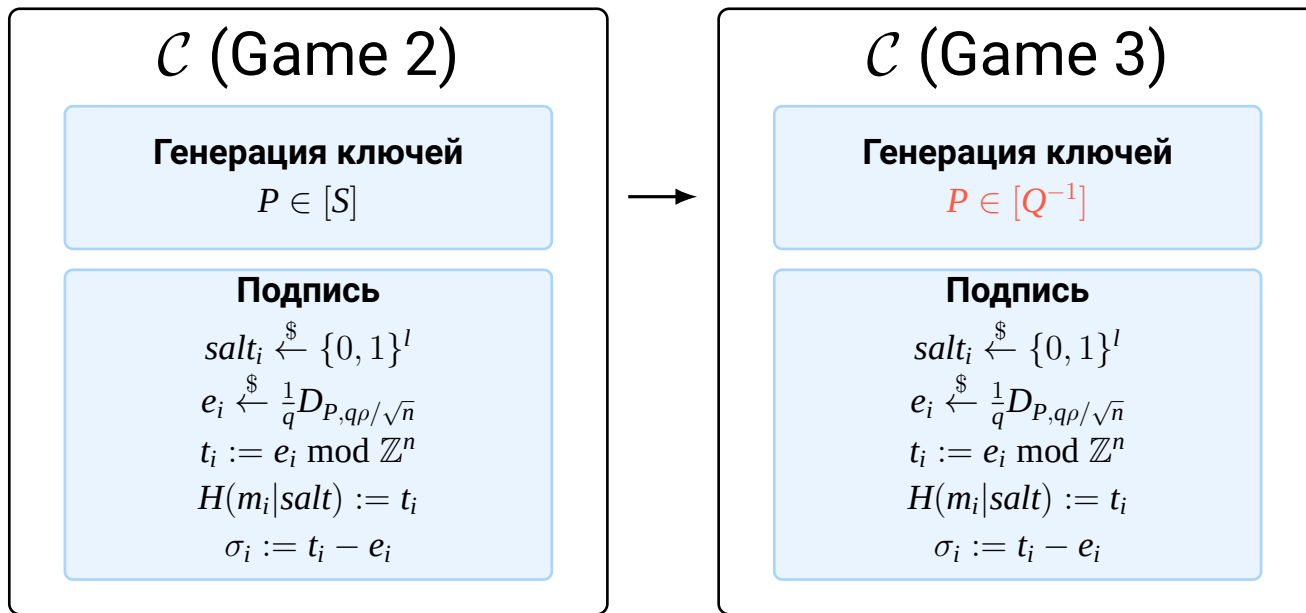 𝒞 (Game 2)
Генерация ключей
P ∈ [S]
Подпись
salt_i ←$ {0, 1}^l
e_i ←$ 1/q D_{P,qρ/√n}
t_i := e_i mod ℤ^n
H(m_i|salt) := t_i
σ_i := t_i − e_i
𝒞 (Game 3)
Генерация ключей
P ∈ [Q^{−1}]
Подпись
salt_i ←$ {0, 1}^l
e_i ←$ 1/q D_{P,qρ/√n}
t_i := e_i mod ℤ^n
H(m_i|salt) := t_i
σ_i := t_i − e_i